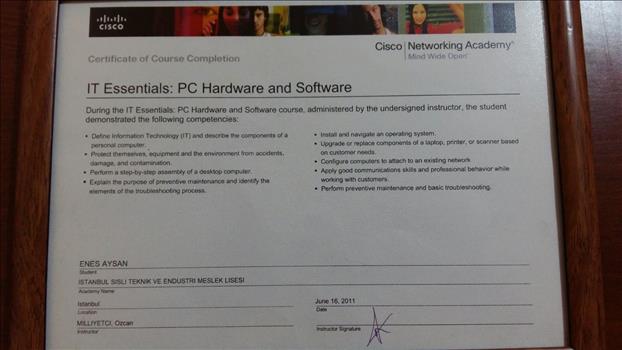 CISCO
Cisco Networking Academy®
Mind Wide Open™
Certificate of Course Completion
IT Essentials: PC Hardware and Software
During the IT Essentials: PC Hardware and Software course, administered by the undersigned instructor, the student
demonstrated the following competencies:
• Define Information Technology (IT) and describe the components of a
personal computer.
• Protect themselves, equipment and the environment from accidents,
damage, and contamination.
• Perform a step-by-step assembly of a desktop computer.
• Explain the purpose of preventive maintenance and identify the
elements of the troubleshooting process.
• Install and navigate an operating system.
• Upgrade or replace components of a laptop, printer, or scanner based
on customer needs.
• Configure computers to attach to an existing network.
• Apply good communications skills and professional behavior while
working with customers.
• Perform preventive maintenance and basic troubleshooting.
ENES AYSAN
Student
ISTANBUL SISLI TEKNIK VE ENDUSTRI MESLEK LISESI
Academy Name
Istanbul
Location
June 16, 2011
Date
MILLIYETCI, Ozcan
Instructor
Instructor Signature